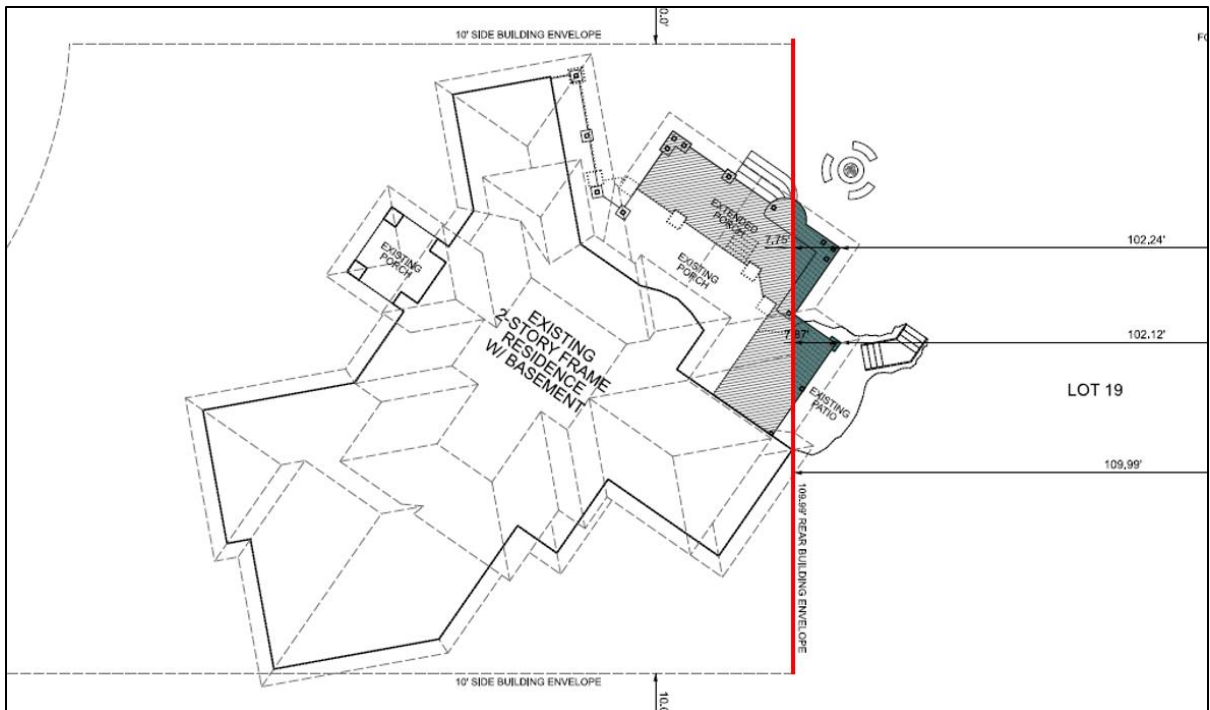 0.0'
10' SIDE BUILDING ENVELOPE
FO
EXTENDED
PORCH
7.75'
102.24'
EXISTING
PORCH
EXISTING
PORCH
EXISTING
2-STORY FRAME
RESIDENCE
W/ BASEMENT
7.87'
102.12'
EXISTING
PATIO
LOT 19
109.99'
109.99' REAR BUILDING ENVELOPE
10' SIDE BUILDING ENVELOPE
10.0